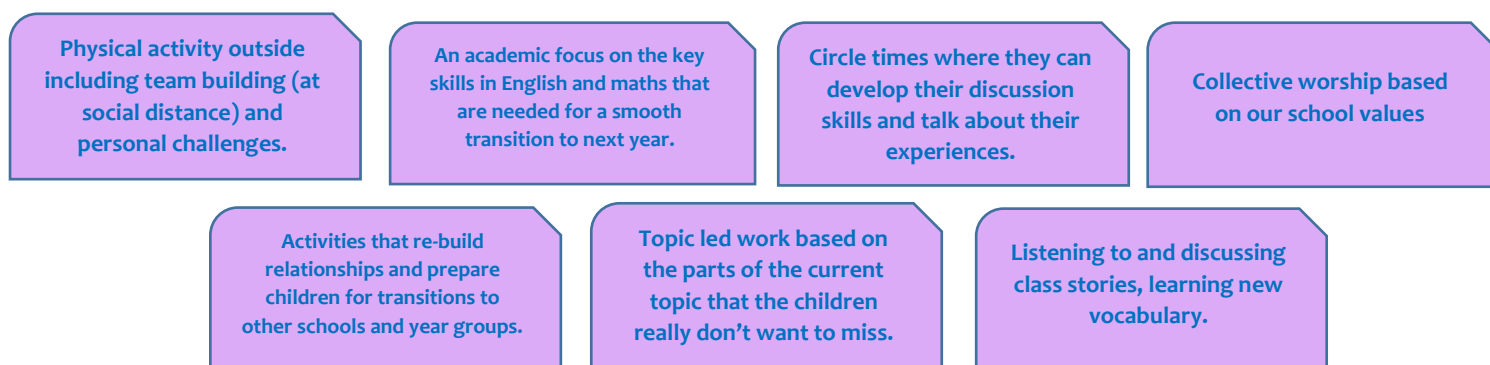 Physical activity outside
including team building (at
social distance) and
personal challenges.
An academic focus on the key
skills in English and maths that
are needed for a smooth
transition to next year.
Circle times where they can
develop their discussion
skills and talk about their
experiences.
Collective worship based
on our school values
Activities that re-build
relationships and prepare
children for transitions to
other schools and year groups.
Topic led work based on
the parts of the current
topic that the children
really don’t want to miss.
Listening to and discussing
class stories, learning new
vocabulary.